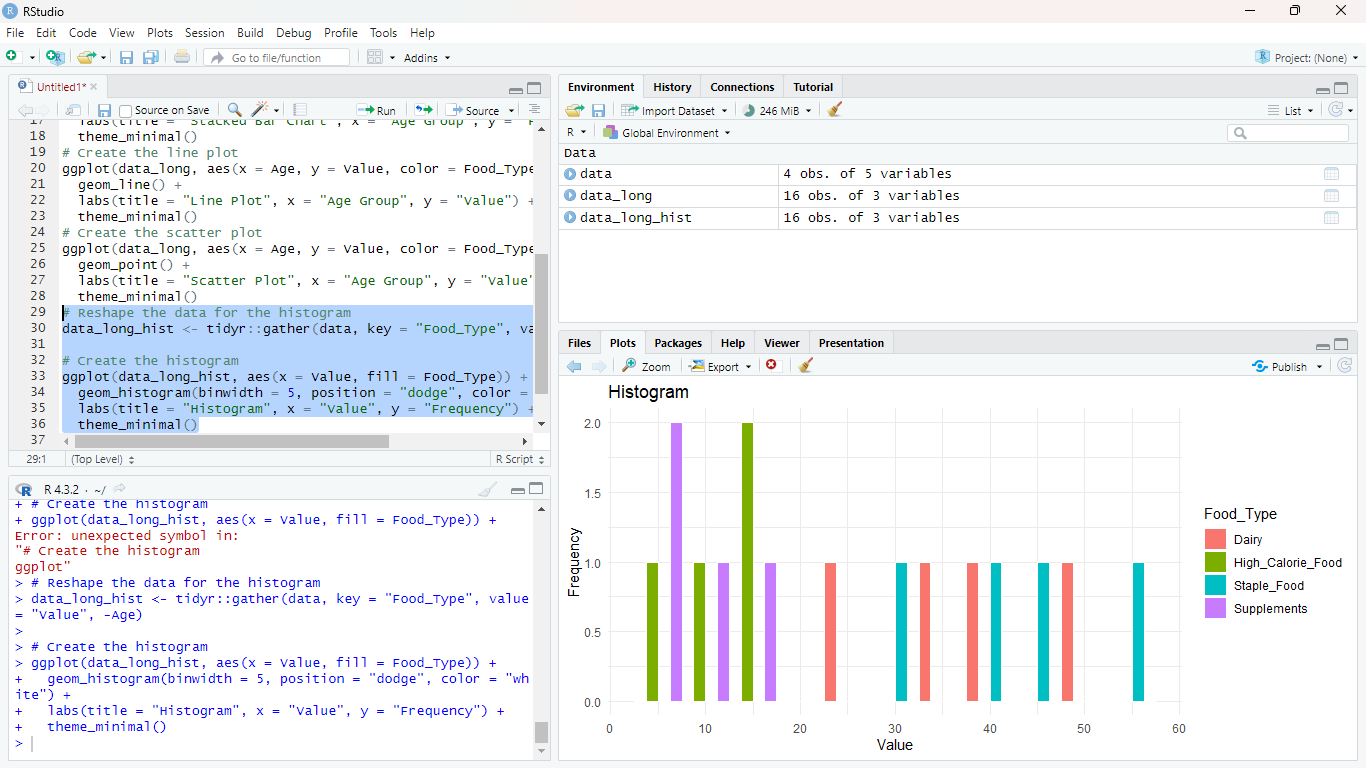 RStudio
File Edit Code View Plots Session Build Debug Profile Tools Help
Go to file/function Addins Project: (None)
Untitled1*
Source on Save Run Source
17 labs(title = "Stacked Bar Chart", x = "Age Group", y =
18 theme_minimal()
19 # Create the line plot
20 ggplot(data_long, aes(x = Age, y = Value, color = Food_Type
21 geom_line() +
22 labs(title = "Line Plot", x = "Age Group", y = "Value") +
23 theme_minimal()
24 # Create the scatter plot
25 ggplot(data_long, aes(x = Age, y = Value, color = Food_Type
26 geom_point() +
27 labs(title = "Scatter Plot", x = "Age Group", y = "Value"
28 theme_minimal()
29 # Reshape the data for the histogram
30 data_long_hist <- tidyr::gather(data, key = "Food_Type", va
31
32 # Create the histogram
33 ggplot(data_long_hist, aes(x = Value, fill = Food_Type)) +
34 geom_histogram(binwidth = 5, position = "dodge", color =
35 labs(title = "Histogram", x = "Value", y = "Frequency") +
36 theme_minimal()
37
29:1 (Top Level) R Script
R 4.3.2 · ~/
+ # Create the histogram
+ ggplot(data_long_hist, aes(x = Value, fill = Food_Type)) +
Error: unexpected symbol in:
"# Create the histogram
ggplot"
> # Reshape the data for the histogram
> data_long_hist <- tidyr::gather(data, key = "Food_Type", value
= "Value", -Age)
>
> # Create the histogram
> ggplot(data_long_hist, aes(x = Value, fill = Food_Type)) +
+ geom_histogram(binwidth = 5, position = "dodge", color = "wh
ite") +
+ labs(title = "Histogram", x = "Value", y = "Frequency") +
+ theme_minimal()
>
Environment History Connections Tutorial
Import Dataset 246 MiB List
R Global Environment
Data
data 4 obs. of 5 variables
data_long 16 obs. of 3 variables
data_long_hist 16 obs. of 3 variables
Files Plots Packages Help Viewer Presentation
Zoom Export Publish
Histogram
2.0
1.5
1.0
0.5
0.0
Frequency
0 10 20 30 40 50 60
Value
Food_Type
Dairy
High_Calorie_Food
Staple_Food
Supplements